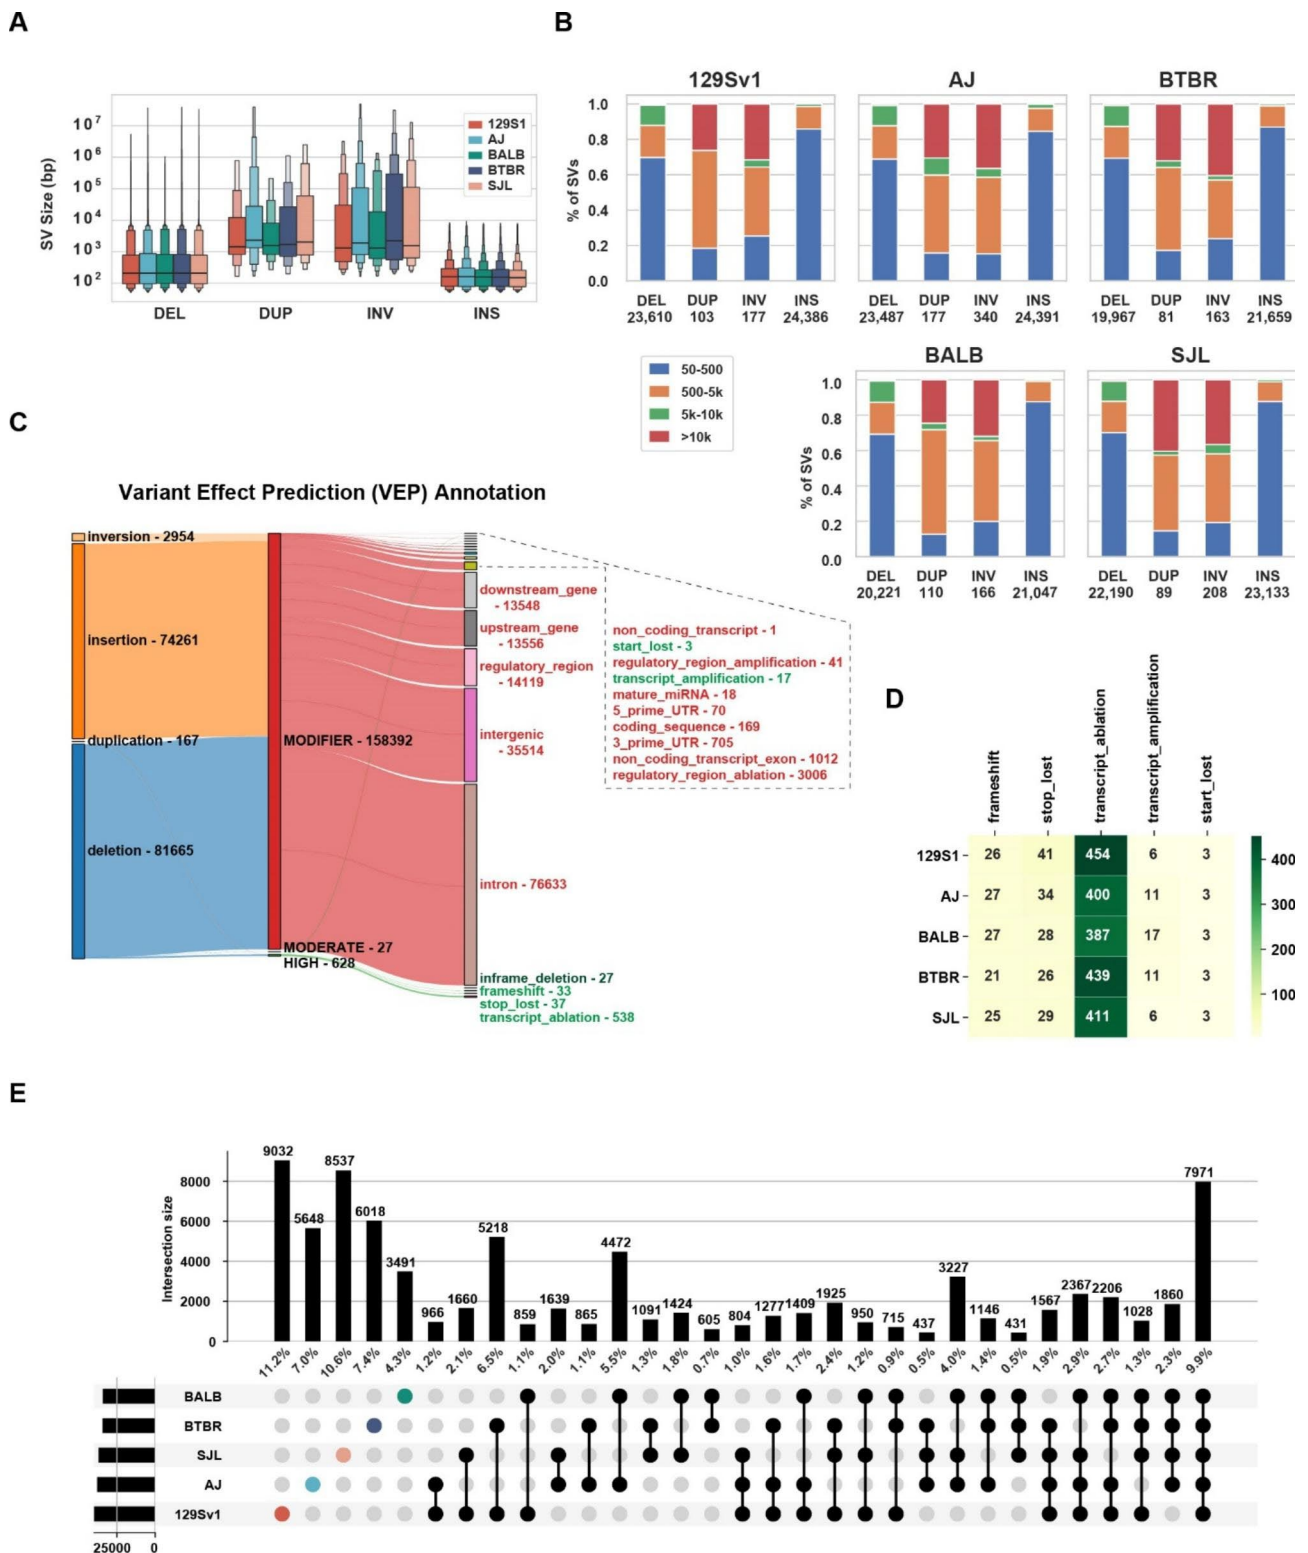 A
10^7
10^6
10^5
10^4
10^3
10^2
SV Size (bp)
129S1
AJ
BALB
BTBR
SJL
DEL DUP INV INS
B
129Sv1 AJ BTBR
1.0
0.8
0.6
0.4
0.2
0.0
% of SVs
DEL DUP INV INS DEL DUP INV INS DEL DUP INV INS
23,610 103 177 24,386 23,487 177 340 24,391 19,967 81 163 21,659
50-500
500-5k
5k-10k
>10k
BALB SJL
1.0
0.8
0.6
0.4
0.2
0.0
% of SVs
DEL DUP INV INS DEL DUP INV INS
20,221 110 166 21,047 22,190 89 208 23,133
C
Variant Effect Prediction (VEP) Annotation
inversion - 2954
insertion - 74261
duplication - 167
deletion - 81665
MODIFIER - 158392
MODERATE - 27
HIGH - 628
downstream_gene
- 13548
upstream_gene
- 13556
regulatory_region
- 14119
intergenic
- 35514
intron - 76633
inframe_deletion - 27
frameshift - 33
stop_lost - 37
transcript_ablation - 538
non_coding_transcript - 1
start_lost - 3
regulatory_region_amplification - 41
transcript_amplification - 17
mature_miRNA - 18
5_prime_UTR - 70
coding_sequence - 169
3_prime_UTR - 705
non_coding_transcript_exon - 1012
regulatory_region_ablation - 3006
D
frameshift
stop_lost
transcript_ablation
transcript_amplification
start_lost
129S1 26 41 454 6 3
AJ 27 34 400 11 3
BALB 27 28 387 17 3
BTBR 21 26 439 11 3
SJL 25 29 411 6 3
400
300
200
100
E
Intersection size
8000
6000
4000
2000
0
9032 5648 8537 6018 3491 966 1660 5218 859 1639 865 4472 1091 1424 605 804 1277 1409 1925 950 715 437 3227 1146 431 1567 2367 2206 1028 1860 7971
11.2% 7.0% 10.6% 7.4% 4.3% 1.2% 2.1% 6.5% 1.1% 2.0% 1.1% 5.5% 1.3% 1.8% 0.7% 1.0% 1.6% 1.7% 2.4% 1.2% 0.9% 0.5% 4.0% 1.4% 0.5% 1.9% 2.9% 2.7% 1.3% 2.3% 9.9%
BALB
BTBR
SJL
AJ
129Sv1
25000 0